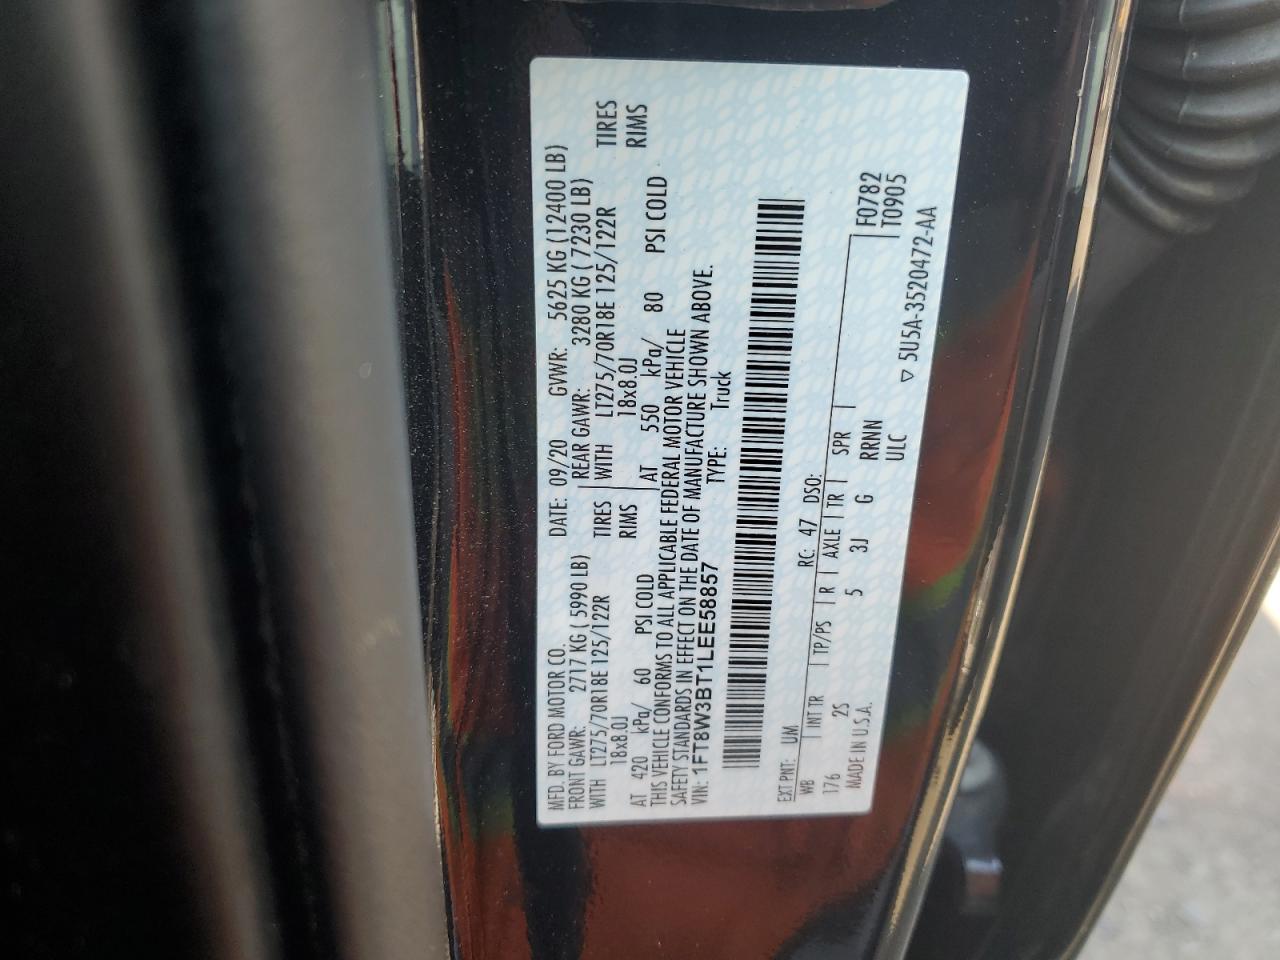 MFD. BY FORD MOTOR CO. DATE: 09/20 GVWR: 5625 KG (12400 LB)
FRONT GAWR: 2717 KG ( 5990 LB) REAR GAWR: 3280 KG ( 7230 LB)
WITH LT275/70R18E 125/122R TIRES WITH LT275/70R18E 125/122R TIRES
18x8.0J RIMS 18x8.0J RIMS
AT 420 kPa/ 60 PSI COLD AT 550 kPa/ 80 PSI COLD
THIS VEHICLE CONFORMS TO ALL APPLICABLE FEDERAL MOTOR VEHICLE
SAFETY STANDARDS IN EFFECT ON THE DATE OF MANUFACTURE SHOWN ABOVE.
VIN: 1FT8W3BT1LEE58857 TYPE: Truck
EXT PNT: UM RC: 47 DSO:
WB INT TR TP/PS R AXLE TR SPR F0782
176 2S 5 3J G RRNN T0905
MADE IN U.S.A. ULC ▽ 5U5A-3520472-AA